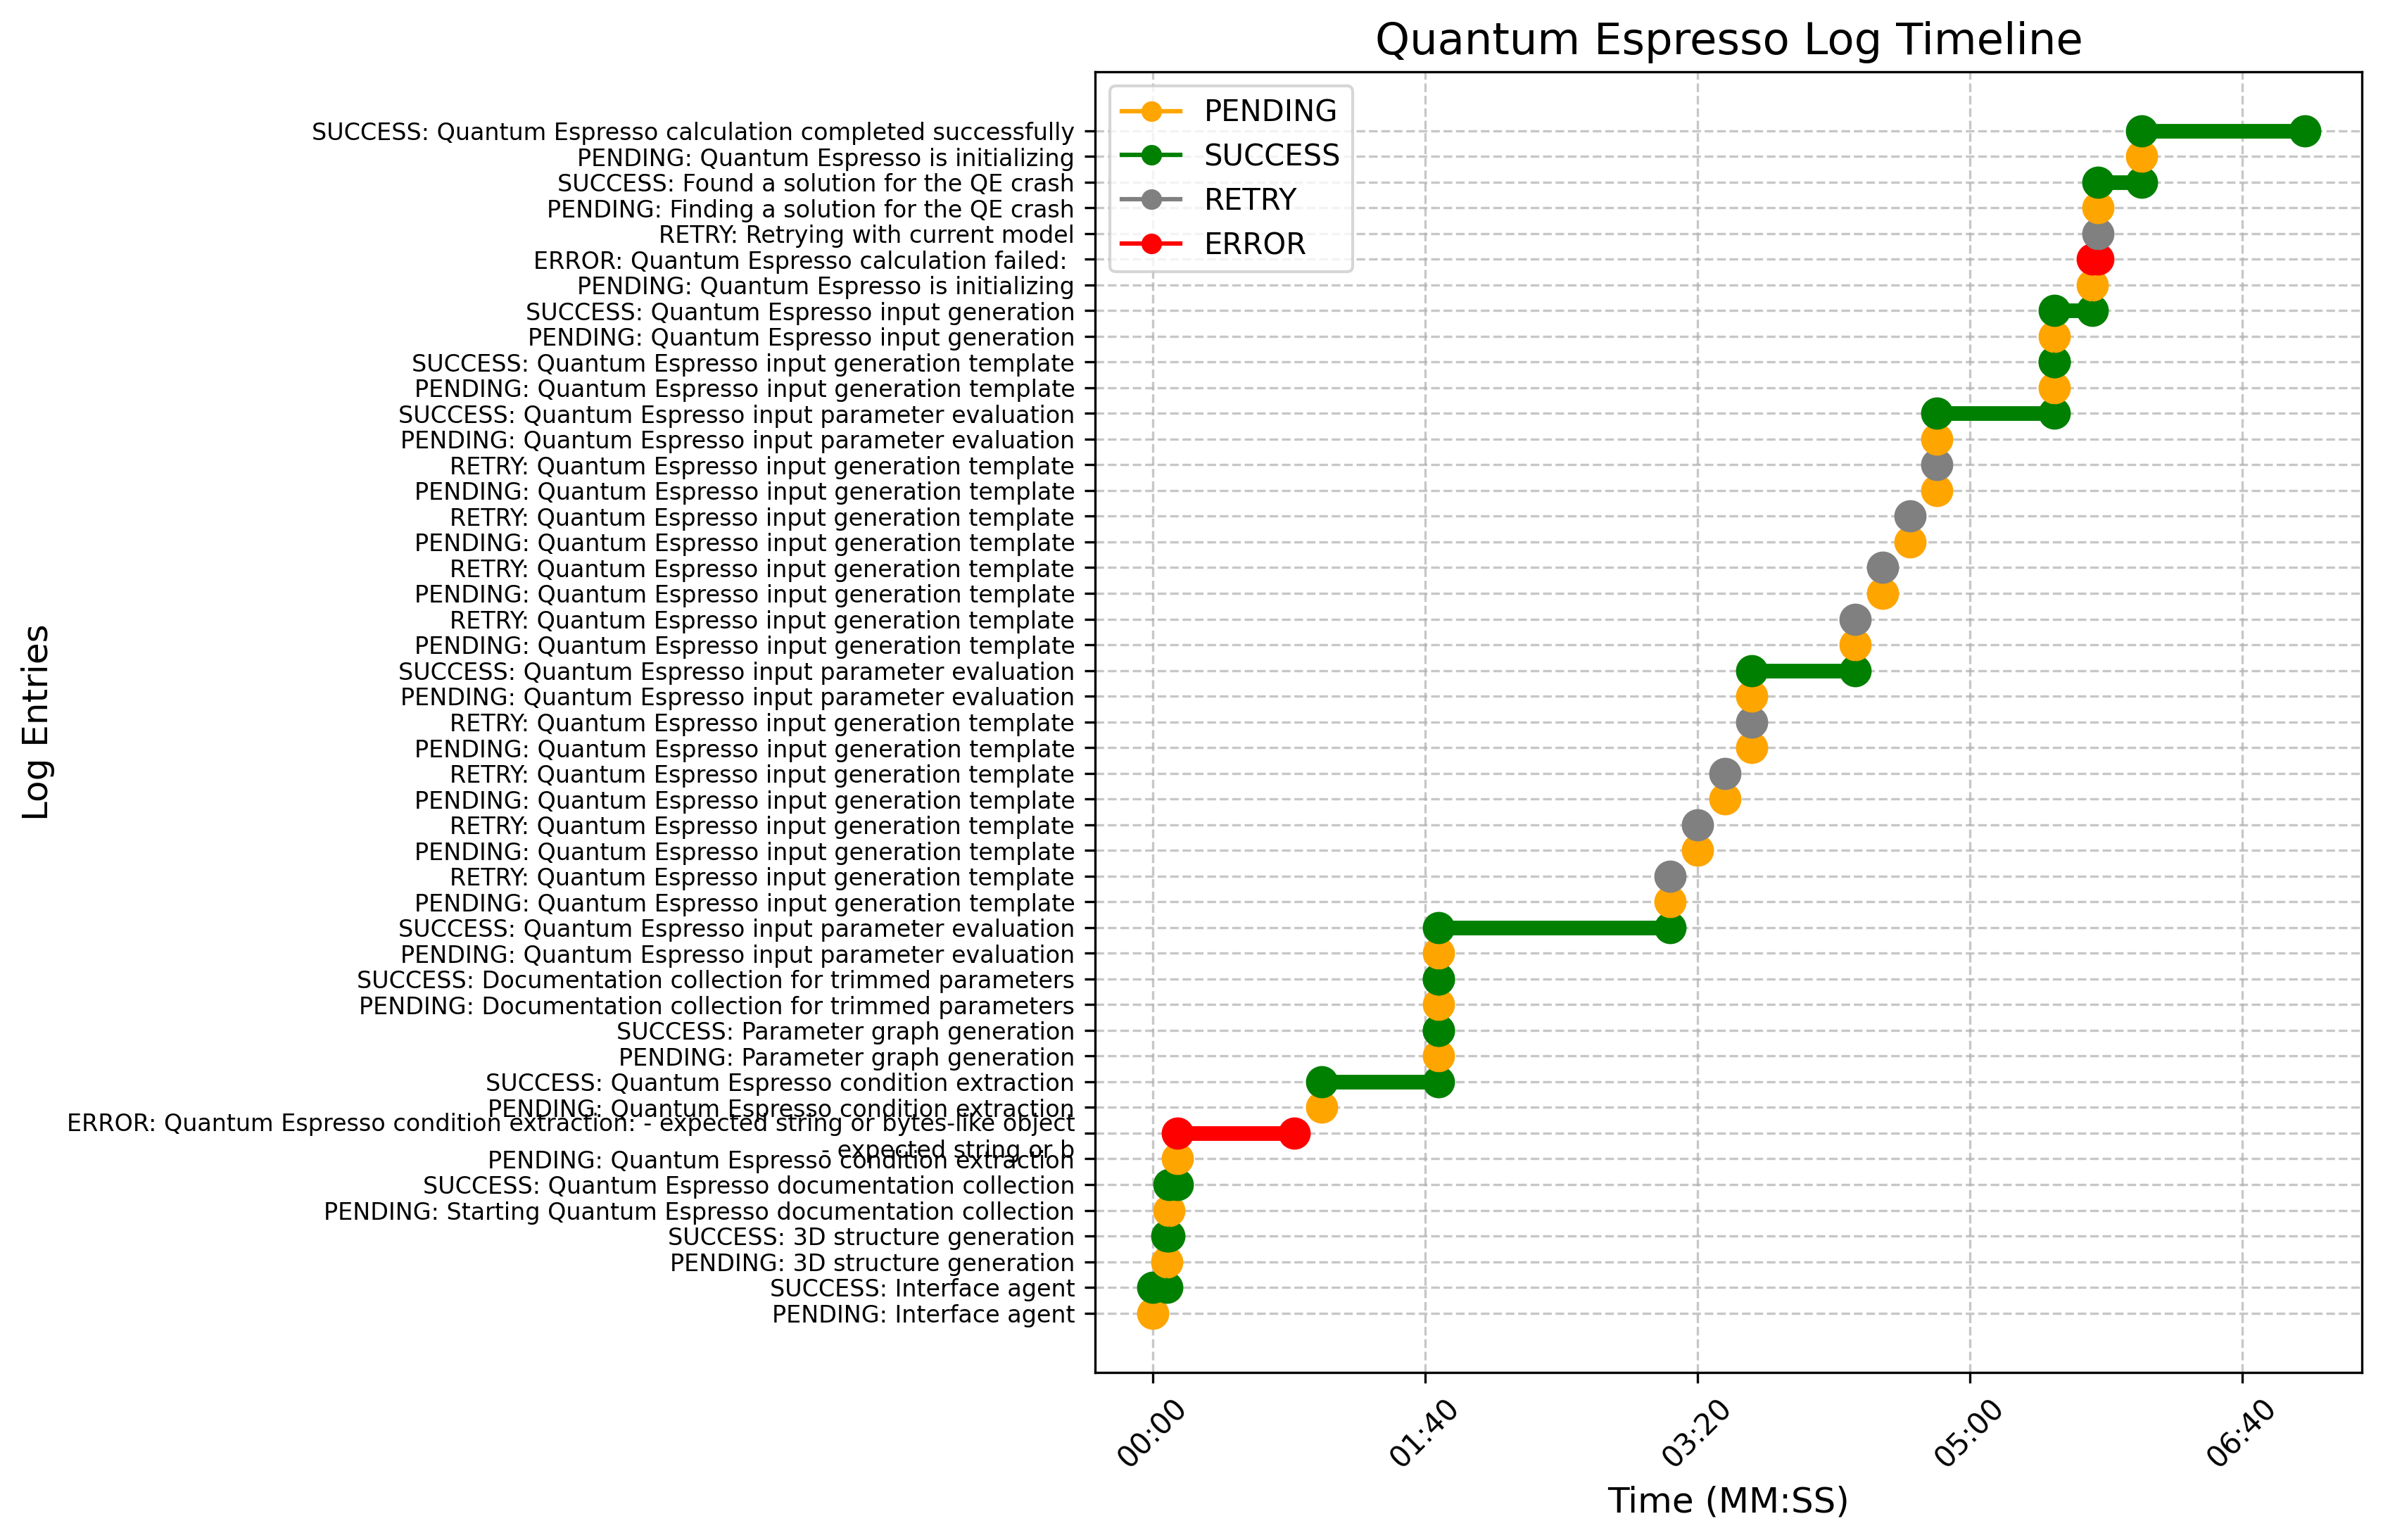 Quantum Espresso Log Timeline
PENDING
SUCCESS
RETRY
ERROR
SUCCESS: Quantum Espresso calculation completed successfully
PENDING: Quantum Espresso is initializing
SUCCESS: Found a solution for the QE crash
PENDING: Finding a solution for the QE crash
RETRY: Retrying with current model
ERROR: Quantum Espresso calculation failed:
PENDING: Quantum Espresso is initializing
SUCCESS: Quantum Espresso input generation
PENDING: Quantum Espresso input generation
SUCCESS: Quantum Espresso input generation template
PENDING: Quantum Espresso input generation template
SUCCESS: Quantum Espresso input parameter evaluation
PENDING: Quantum Espresso input parameter evaluation
RETRY: Quantum Espresso input generation template
PENDING: Quantum Espresso input generation template
RETRY: Quantum Espresso input generation template
PENDING: Quantum Espresso input generation template
RETRY: Quantum Espresso input generation template
PENDING: Quantum Espresso input generation template
RETRY: Quantum Espresso input generation template
PENDING: Quantum Espresso input generation template
SUCCESS: Quantum Espresso input parameter evaluation
PENDING: Quantum Espresso input parameter evaluation
RETRY: Quantum Espresso input generation template
PENDING: Quantum Espresso input generation template
RETRY: Quantum Espresso input generation template
PENDING: Quantum Espresso input generation template
RETRY: Quantum Espresso input generation template
PENDING: Quantum Espresso input generation template
RETRY: Quantum Espresso input generation template
PENDING: Quantum Espresso input generation template
SUCCESS: Quantum Espresso input parameter evaluation
PENDING: Quantum Espresso input parameter evaluation
SUCCESS: Documentation collection for trimmed parameters
PENDING: Documentation collection for trimmed parameters
SUCCESS: Parameter graph generation
PENDING: Parameter graph generation
SUCCESS: Quantum Espresso condition extraction
PENDING: Quantum Espresso condition extraction
ERROR: Quantum Espresso condition extraction: - expected string or bytes-like object
- expected string or b
PENDING: Quantum Espresso condition extraction
SUCCESS: Quantum Espresso documentation collection
PENDING: Starting Quantum Espresso documentation collection
SUCCESS: 3D structure generation
PENDING: 3D structure generation
SUCCESS: Interface agent
PENDING: Interface agent
Log Entries
00:00
01:40
03:20
05:00
06:40
Time (MM:SS)